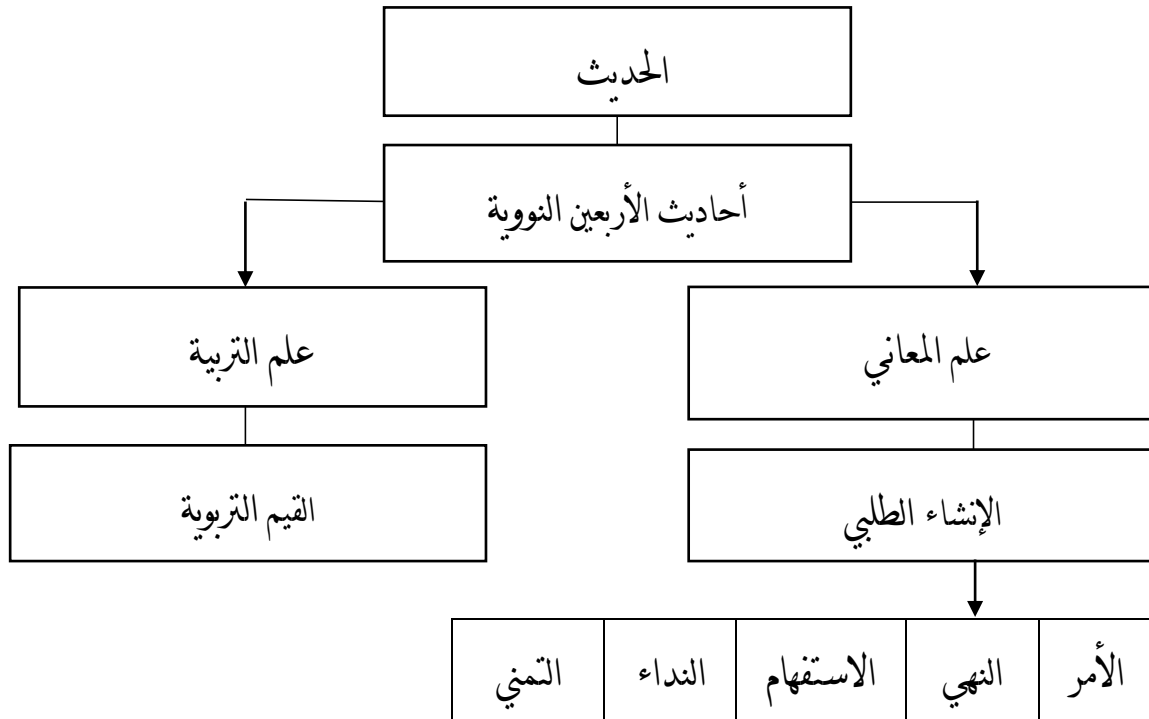 الحديث
أحاديث الأربعين النووية
علم المعاني
علم التربية
الإنشاء الطلبي
القيم التربوية
الأمر
النهي
الاستفهام
النداء
التمني